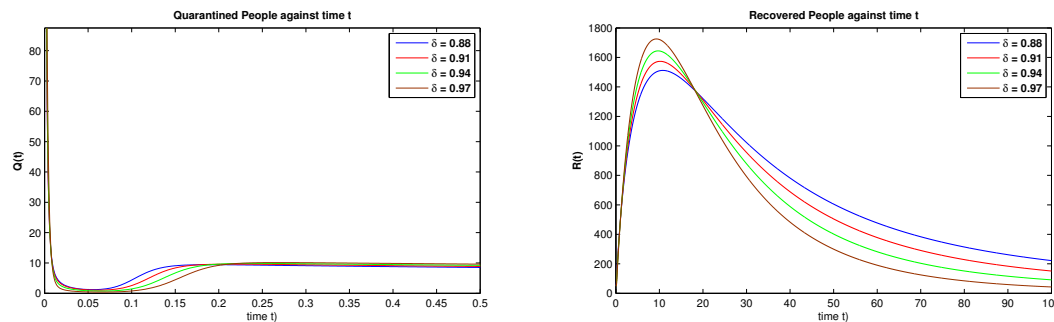 Quarantined People against time t
80
70
60
50
40
30
20
10
0
Q(t)
δ = 0.88
δ = 0.91
δ = 0.94
δ = 0.97
0 0.05 0.1 0.15 0.2 0.25 0.3 0.35 0.4 0.45 0.5
time t)
Recovered People against time t
1800
1600
1400
1200
1000
800
600
400
200
0
R(t)
δ = 0.88
δ = 0.91
δ = 0.94
δ = 0.97
0 10 20 30 40 50 60 70 80 90 100
time t)